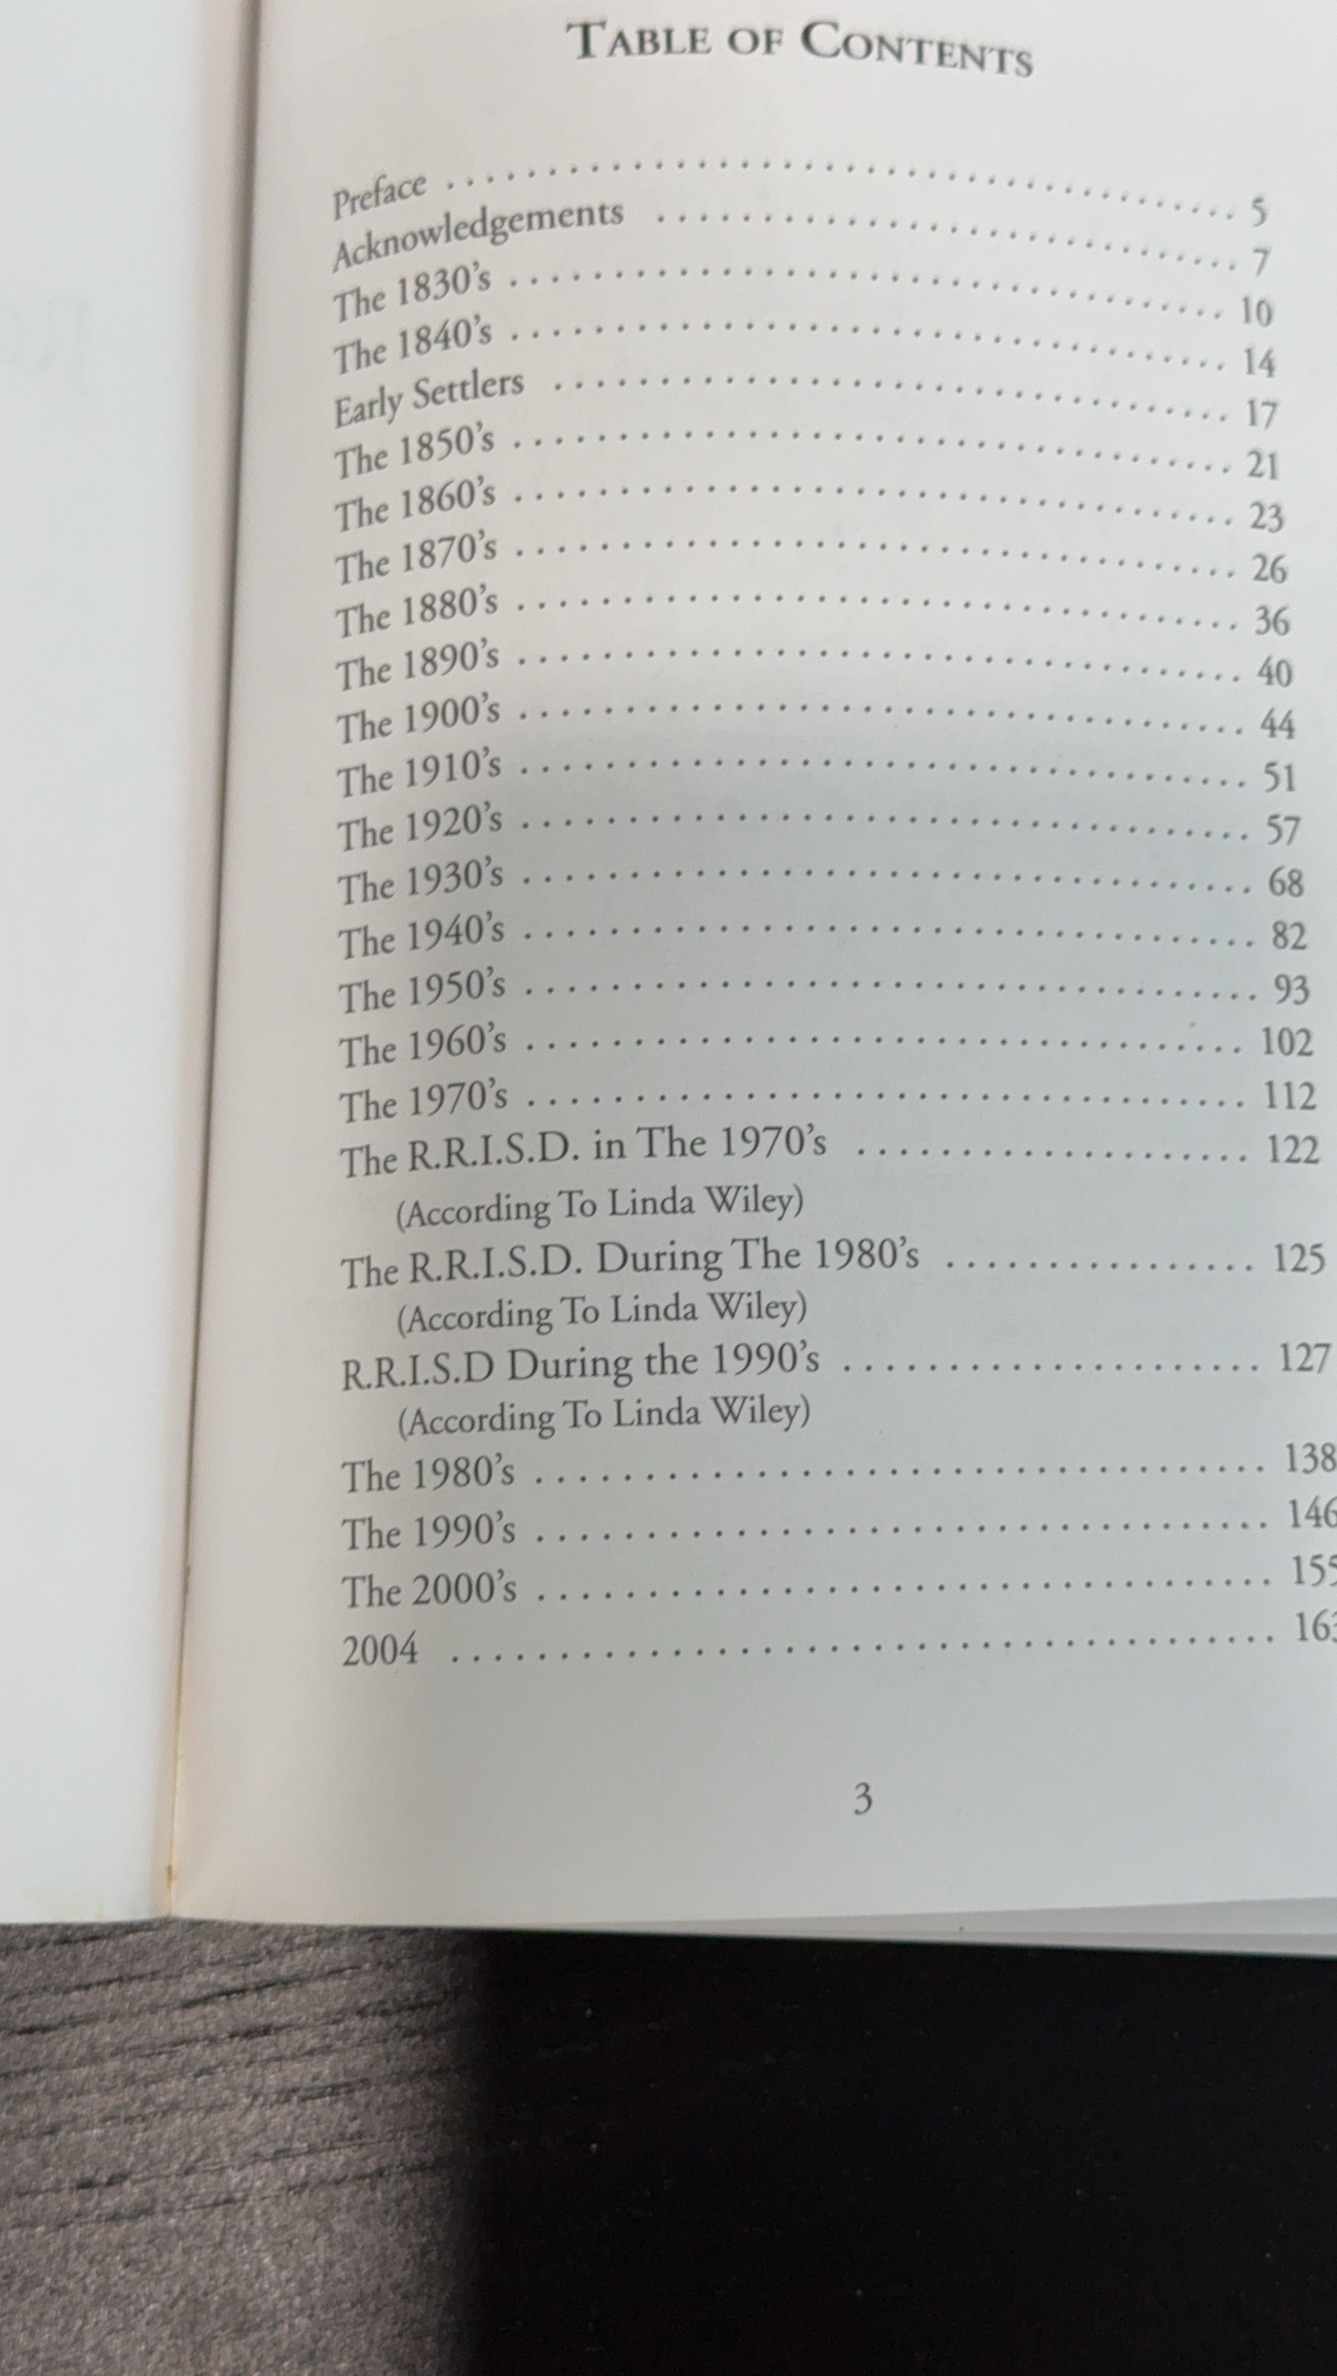 TABLE OF CONTENTS
Preface . . . . . . . . . . . . . . . . . . . . . . . . . . . . . . . . . . . . 5
Acknowledgements . . . . . . . . . . . . . . . . . . . . . . . . . . . 7
The 1830's . . . . . . . . . . . . . . . . . . . . . . . . . . . . . . . . 10
The 1840's . . . . . . . . . . . . . . . . . . . . . . . . . . . . . . . . 14
Early Settlers . . . . . . . . . . . . . . . . . . . . . . . . . . . . . . 17
The 1850's . . . . . . . . . . . . . . . . . . . . . . . . . . . . . . . . 21
The 1860's . . . . . . . . . . . . . . . . . . . . . . . . . . . . . . . . 23
The 1870's . . . . . . . . . . . . . . . . . . . . . . . . . . . . . . . . 26
The 1880's . . . . . . . . . . . . . . . . . . . . . . . . . . . . . . . . 36
The 1890's . . . . . . . . . . . . . . . . . . . . . . . . . . . . . . . . 40
The 1900's . . . . . . . . . . . . . . . . . . . . . . . . . . . . . . . . 44
The 1910's . . . . . . . . . . . . . . . . . . . . . . . . . . . . . . . . 51
The 1920's . . . . . . . . . . . . . . . . . . . . . . . . . . . . . . . . 57
The 1930's . . . . . . . . . . . . . . . . . . . . . . . . . . . . . . . . 68
The 1940's . . . . . . . . . . . . . . . . . . . . . . . . . . . . . . . . 82
The 1950's . . . . . . . . . . . . . . . . . . . . . . . . . . . . . . . . 93
The 1960's . . . . . . . . . . . . . . . . . . . . . . . . . . . . . . . 102
The 1970's . . . . . . . . . . . . . . . . . . . . . . . . . . . . . . . 112
The R.R.I.S.D. in The 1970's . . . . . . . . . . . . . . . . . . . 122
(According To Linda Wiley)
The R.R.I.S.D. During The 1980's . . . . . . . . . . . . . . . 125
(According To Linda Wiley)
R.R.I.S.D During the 1990's . . . . . . . . . . . . . . . . . . . . 127
(According To Linda Wiley)
The 1980's . . . . . . . . . . . . . . . . . . . . . . . . . . . . . . . 138
The 1990's . . . . . . . . . . . . . . . . . . . . . . . . . . . . . . . 146
The 2000's . . . . . . . . . . . . . . . . . . . . . . . . . . . . . . . 155
2004 . . . . . . . . . . . . . . . . . . . . . . . . . . . . . . . . . . . 163
3